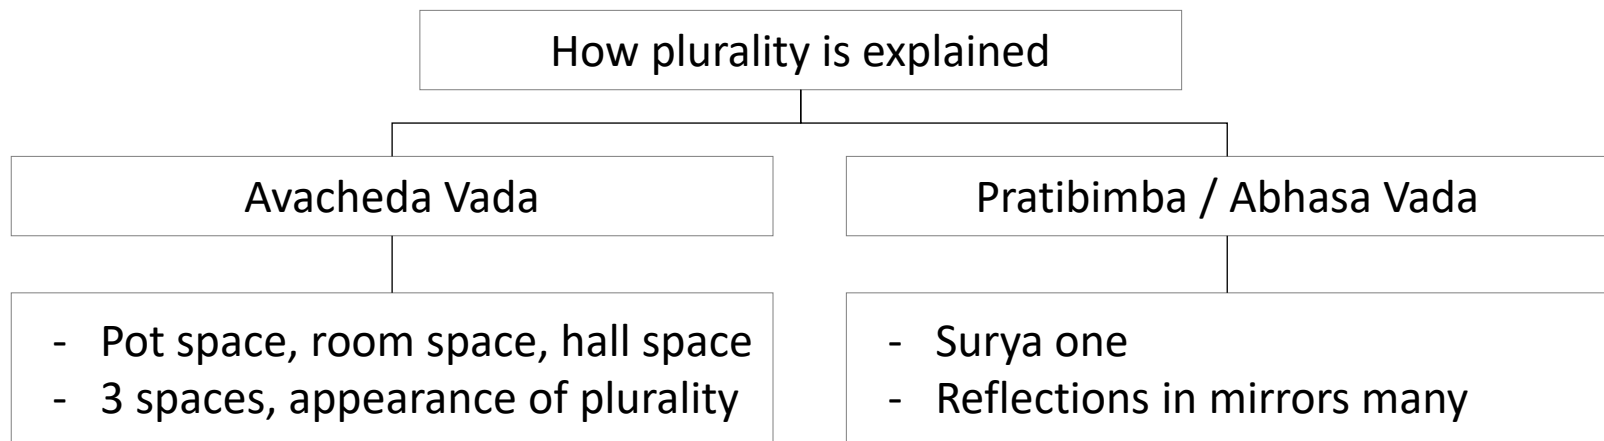 How plurality is explained
Avacheda Vada
Pratibimba / Abhasa Vada
- Pot space, room space, hall space
- 3 spaces, appearance of plurality
- Surya one
- Reflections in mirrors many